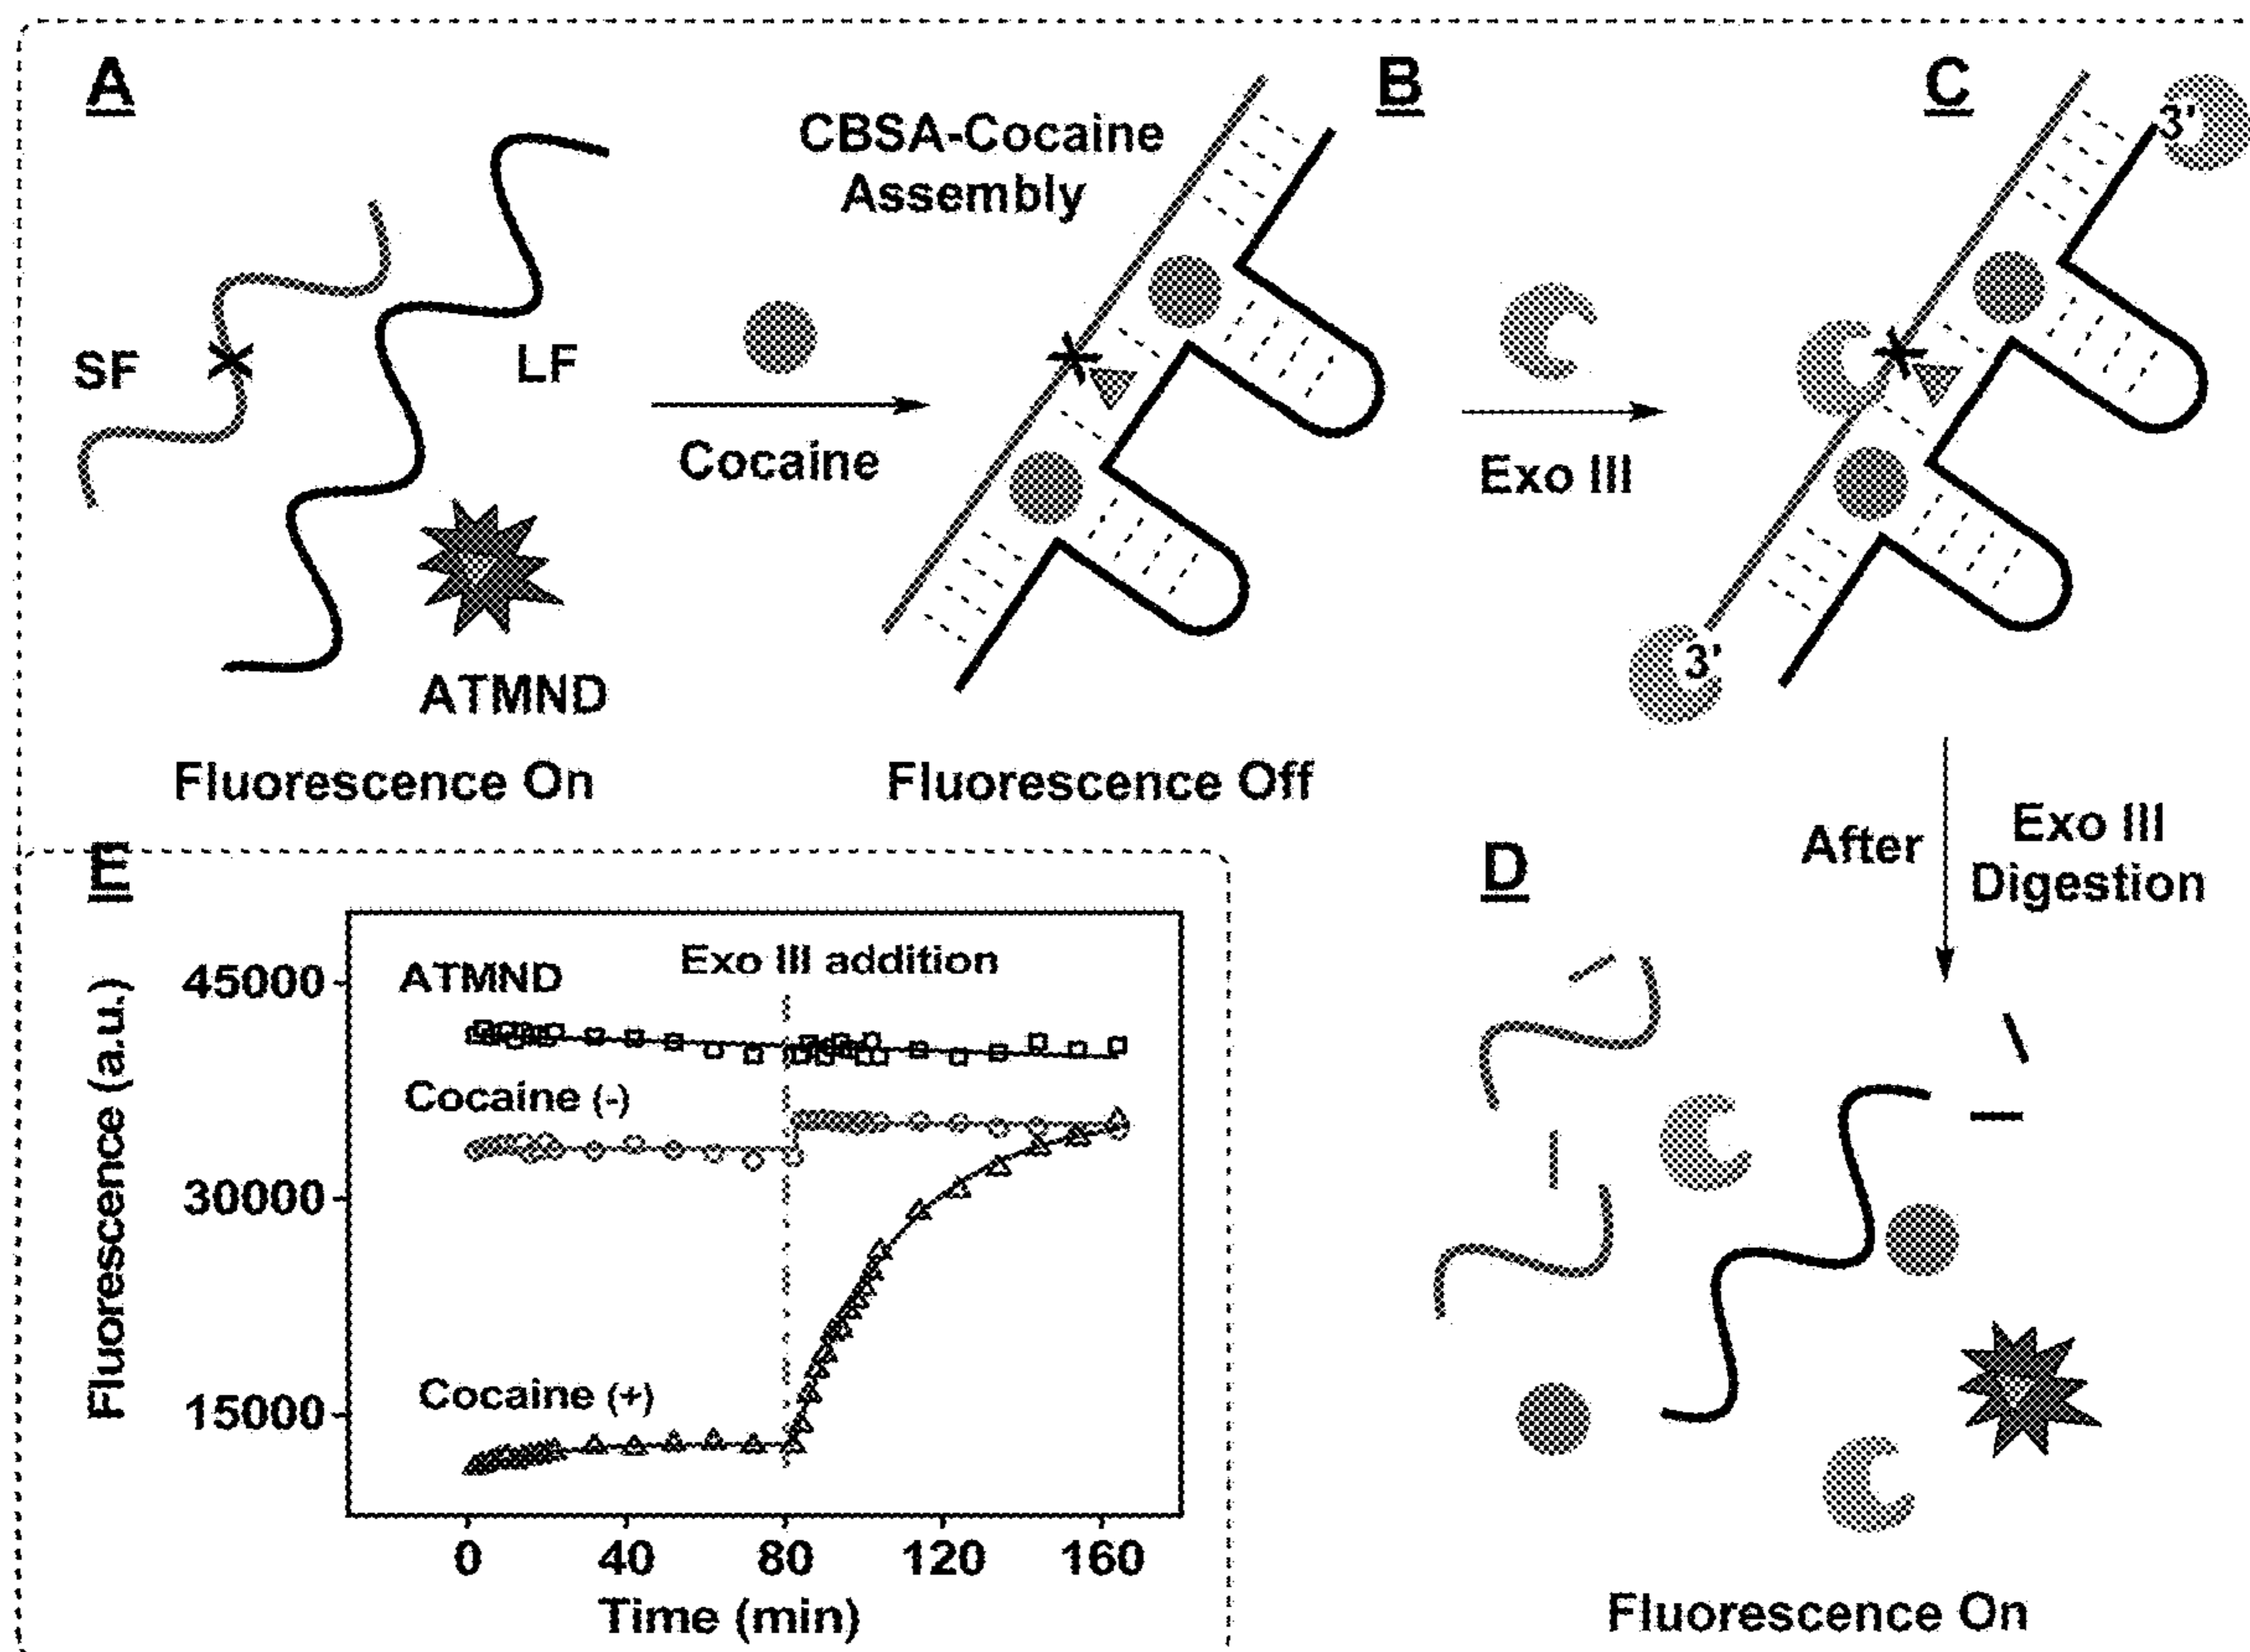 A
SF
LF
ATMND
Fluorescence On
CBSA-Cocaine
Assembly
Cocaine
Fluorescence Off
B
Exo III
C
3'
3'
After
Exo III
Digestion
D
Fluorescence On
E
Fluorescence (a.u.)
45000
30000
15000
ATMND
Exo III addition
Cocaine (-)
Cocaine (+)
0 40 80 120 160
Time (min)